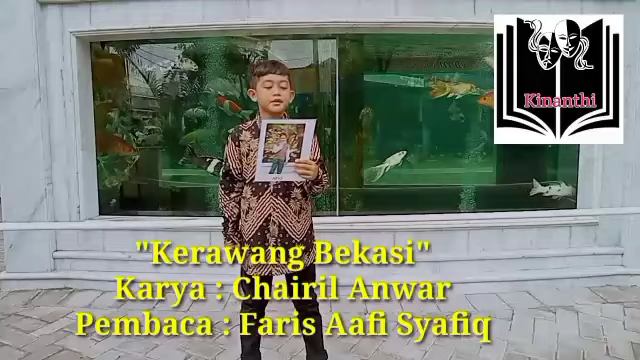 Kinanthi
"Kerawang Bekasi"
Karya : Chairil Anwar
Pembaca : Faris Aafi Syafiq